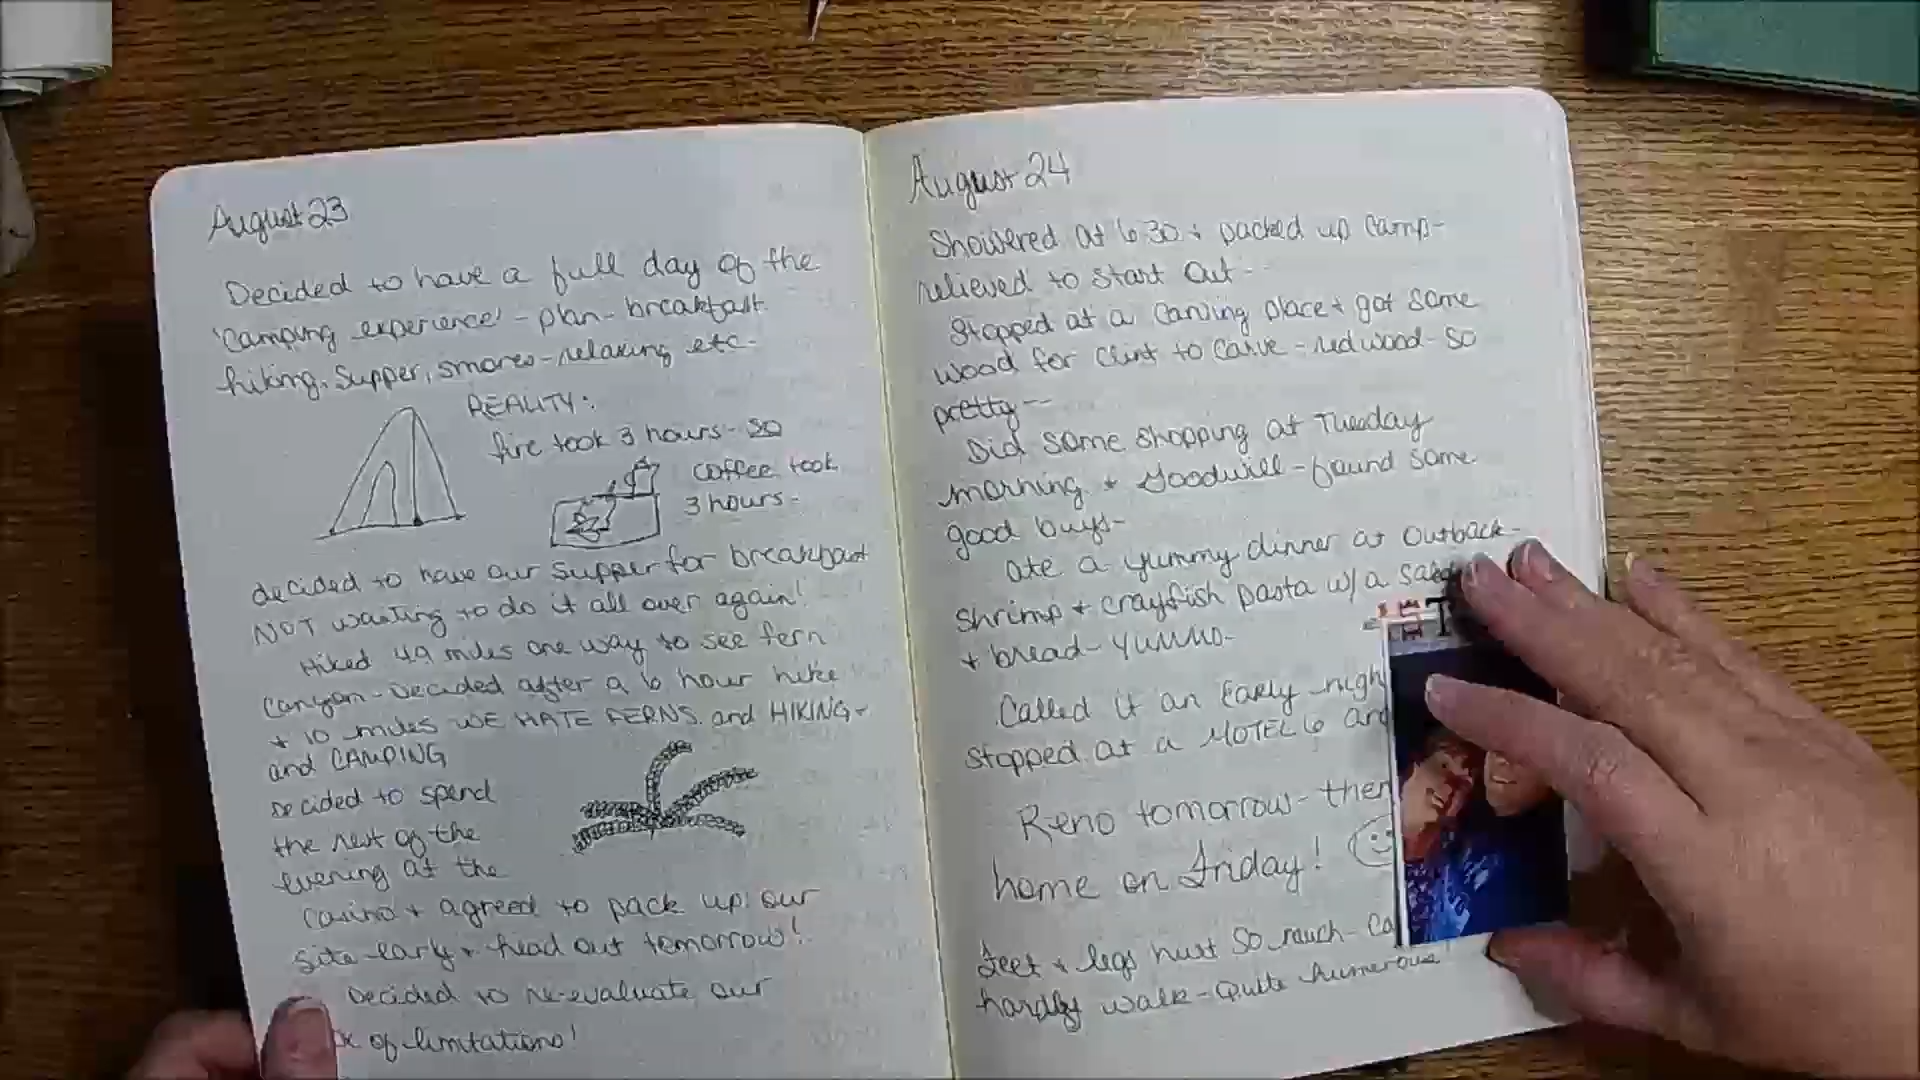 August 23
Decided to have a full day of the
'camping experience' - plan - breakfast
hiking, supper, smores - relaxing etc -
REALITY:
fire took 3 hours - so
coffee took
3 hours -
decided to have our supper for breakfast
NOT wanting to do it all over again!
Hiked 4.9 miles one way to see fern
canyon - Decided after a 6 hour hike
+ 10 miles WE HATE FERNS and HIKING -
and CAMPING
Decided to spend
the rest of the
evening at the
casino + agreed to pack up our
site early + head out tomorrow!
Decided to re-evaluate our
of limitations!
August 24
Showered at 6:30 + packed up camp -
relieved to start out -
Stopped at a carving place + got some
wood for Clint to carve - redwood - so
pretty --
Did some shopping at Tuesday
morning + Goodwill - found some
good buys -
Ate a yummy dinner at Outback -
shrimp + crayfish pasta w/ a salad
+ bread - YUMMO -
Called it an early nigh
stopped at a MOTEL 6 and
Reno tomorrow - then
home on Friday!
Feet + legs hurt so much - Ca
hardly walk - Quite humerous!